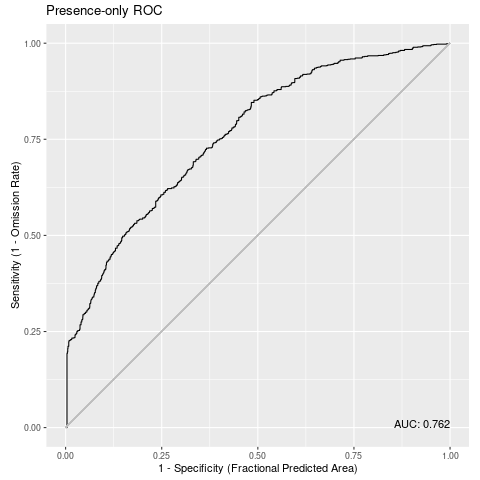 Presence-only ROC
1.00
0.75
0.50
0.25
0.00
Sensitivity (1 - Omission Rate)
AUC: 0.762
0.00 0.25 0.50 0.75 1.00
1 - Specificity (Fractional Predicted Area)